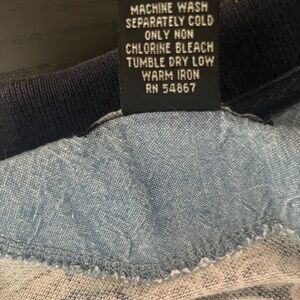 MACHINE WASH
SEPARATELY COLD
ONLY NON
CHLORINE BLEACH
TUMBLE DRY LOW
WARM IRON
RN 54867